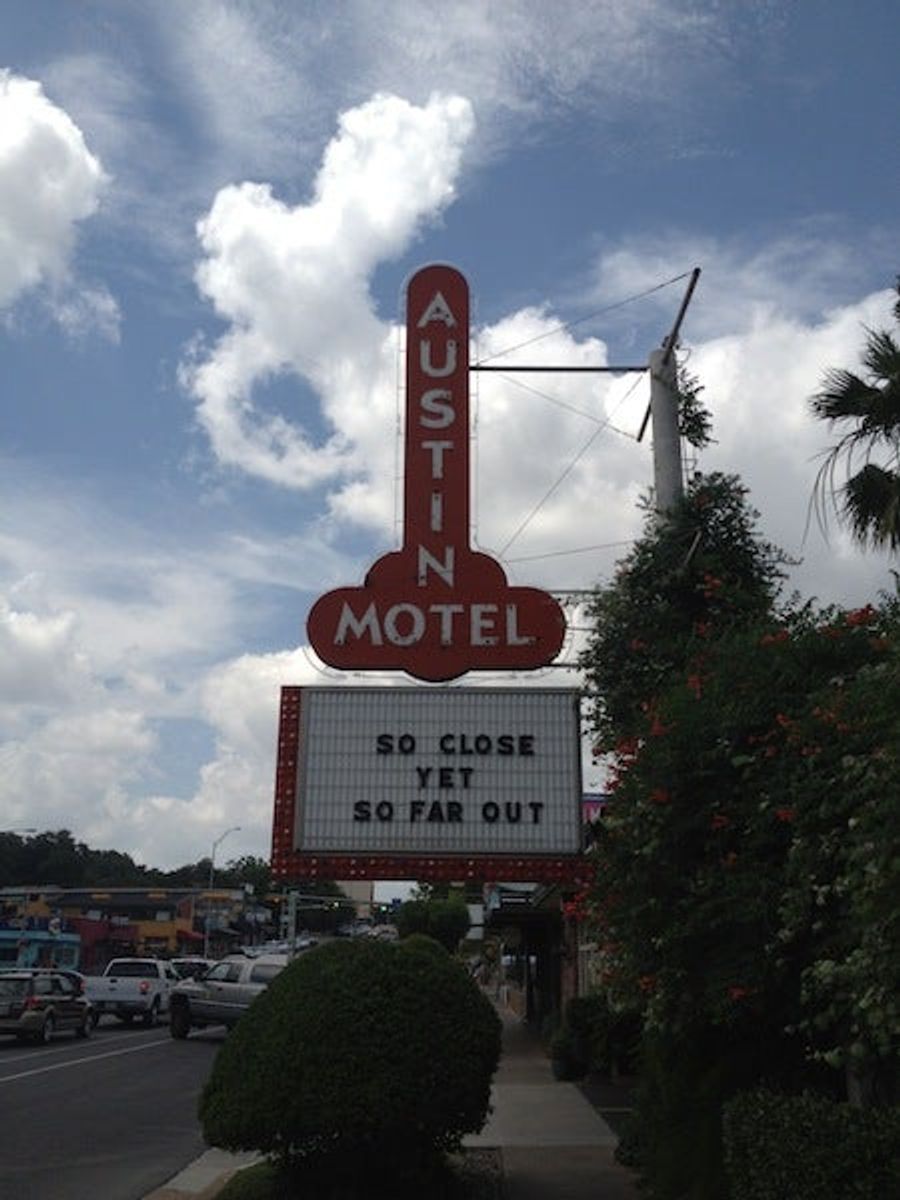 AUSTIN
MOTEL
SO CLOSE
YET
SO FAR OUT